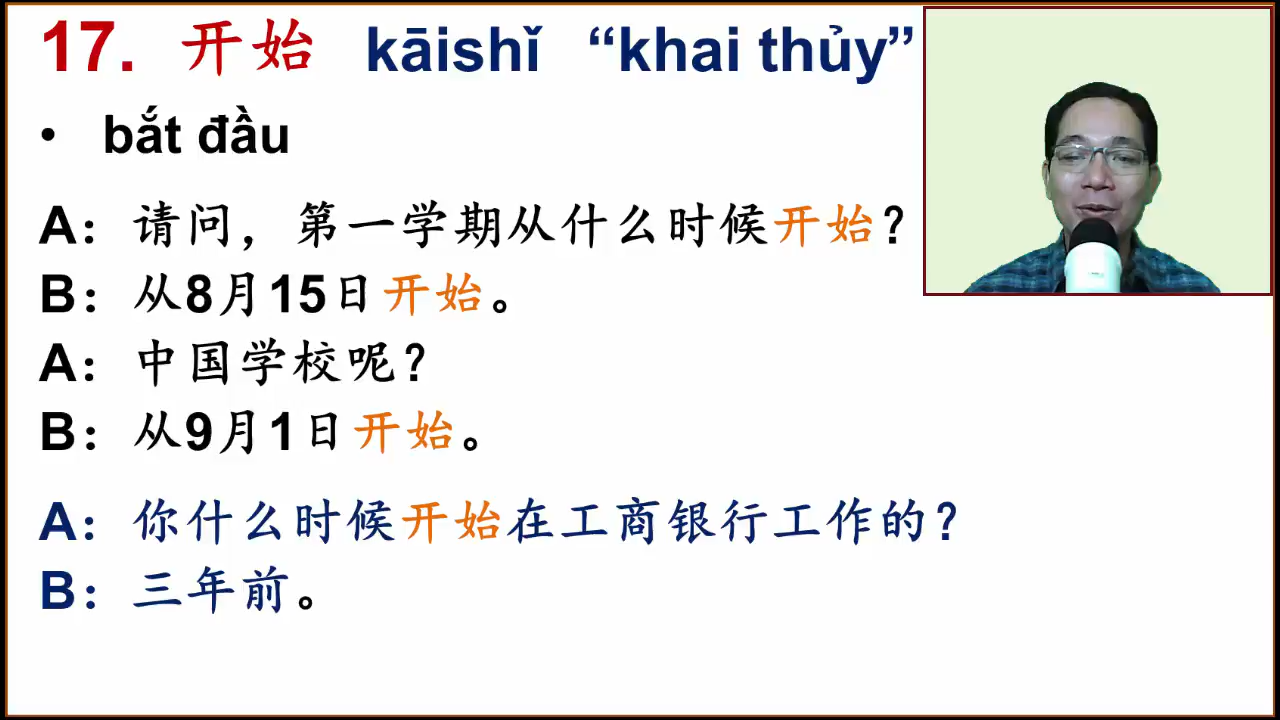 17. 开始 kāishǐ “khai thủy”
• bắt đầu
A：请问，第一学期从什么时候开始？
B：从8月15日开始。
A：中国学校呢？
B：从9月1日开始。
A：你什么时候开始在工商银行工作的？
B：三年前。